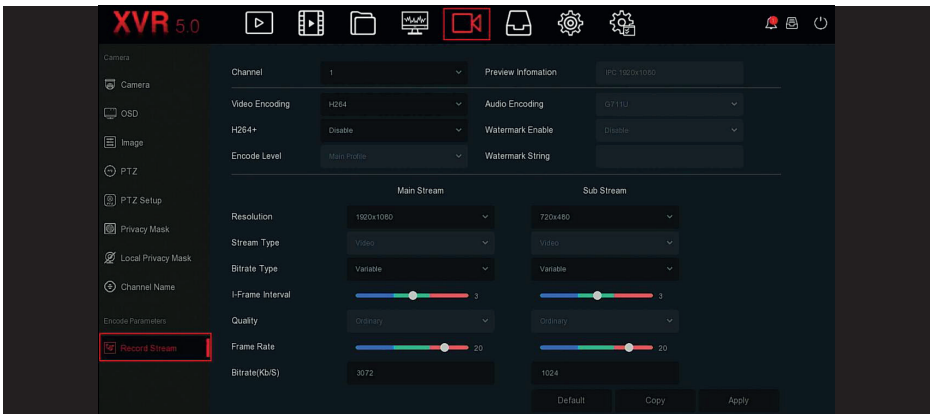 XVR 5.0
Camera
Channel 1 Preview Infomation IPC 1920x1080
Camera
Video Encoding H264 Audio Encoding G711U
OSD
H264+ Disable Watermark Enable Disable
Image
Encode Level Main Profile Watermark String
PTZ
Main Stream Sub Stream
PTZ Setup
Resolution 1920x1080 720x480
Privacy Mask
Stream Type Video Video
Local Privacy Mask
Bitrate Type Variable Variable
Channel Name
I-Frame Interval 3 3
Encode Parameters
Quality Ordinary Ordinary
Record Stream
Frame Rate 20 20
Bitrate(Kb/S) 3072 1024
Default Copy Apply